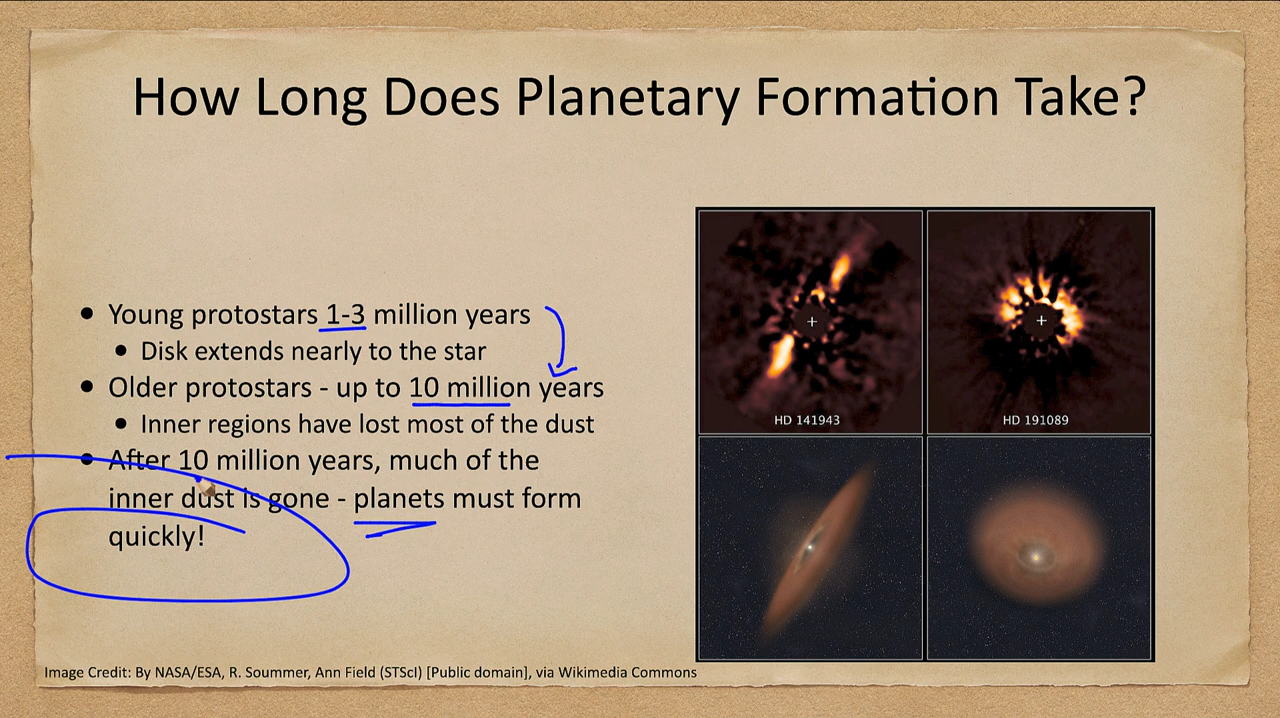 How Long Does Planetary Formation Take?
• Young protostars 1-3 million years
• Disk extends nearly to the star
• Older protostars - up to 10 million years
• Inner regions have lost most of the dust
• After 10 million years, much of the
inner dust is gone - planets must form
quickly!
HD 141943
HD 191089
Image Credit: By NASA/ESA, R. Soummer, Ann Field (STScI) [Public domain], via Wikimedia Commons